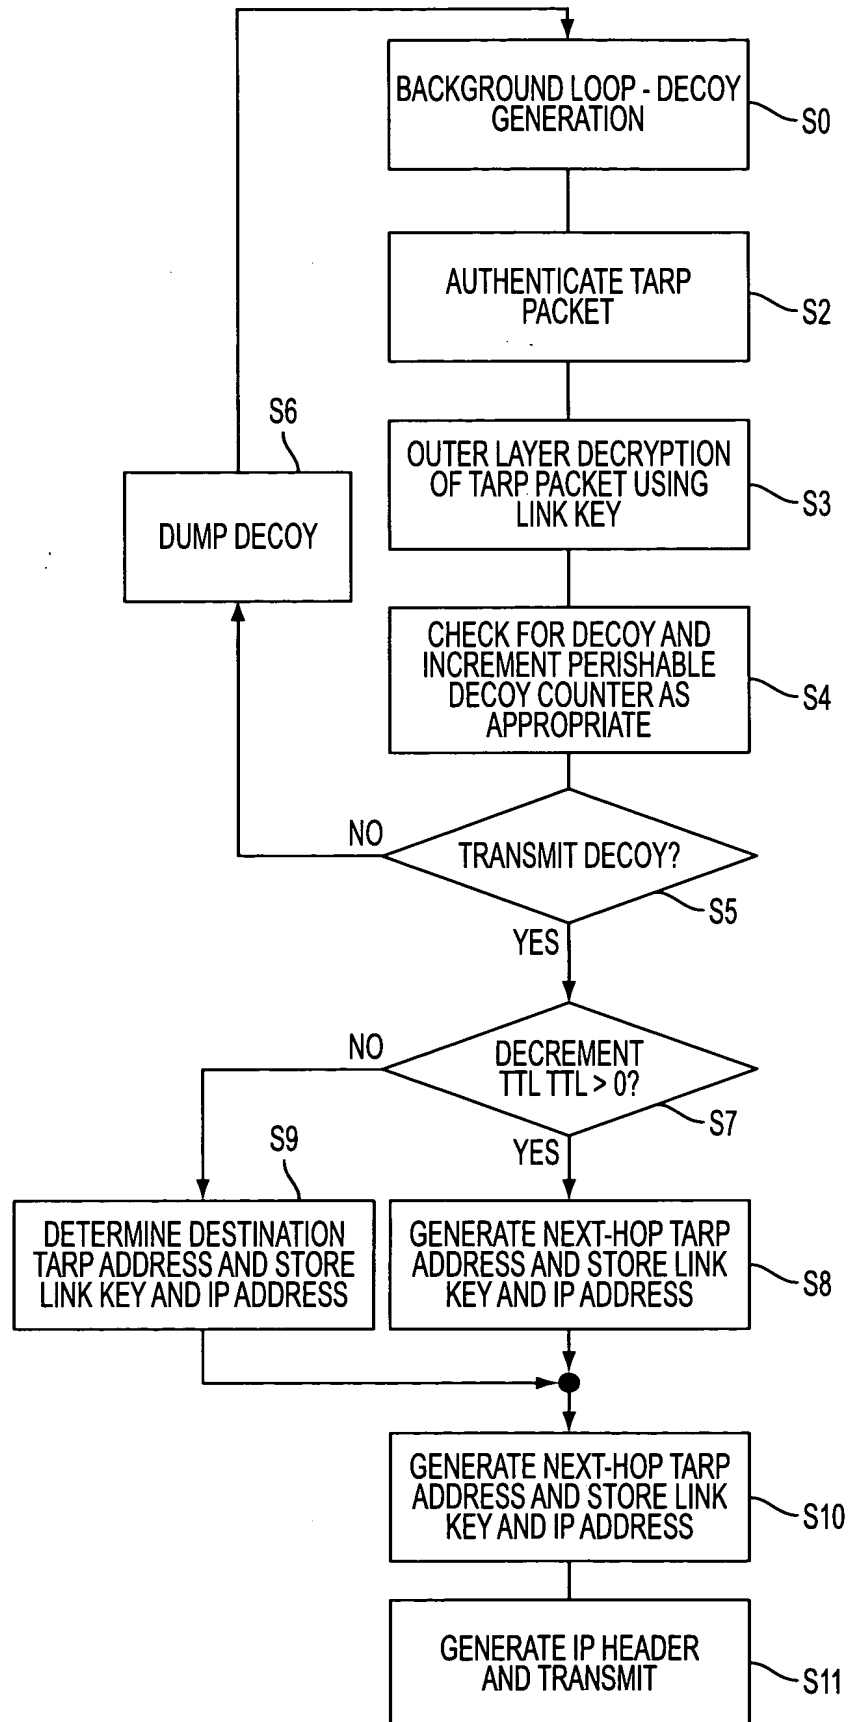 BACKGROUND LOOP - DECOY
GENERATION
S0
AUTHENTICATE TARP
PACKET
S2
S6
DUMP DECOY
OUTER LAYER DECRYPTION
OF TARP PACKET USING
LINK KEY
S3
CHECK FOR DECOY AND
INCREMENT PERISHABLE
DECOY COUNTER AS
APPROPRIATE
S4
NO
TRANSMIT DECOY?
S5
YES
NO
DECREMENT
TTL TTL > 0?
S7
YES
S9
DETERMINE DESTINATION
TARP ADDRESS AND STORE
LINK KEY AND IP ADDRESS
GENERATE NEXT-HOP TARP
ADDRESS AND STORE LINK
KEY AND IP ADDRESS
S8
GENERATE NEXT-HOP TARP
ADDRESS AND STORE LINK
KEY AND IP ADDRESS
S10
GENERATE IP HEADER
AND TRANSMIT
S11